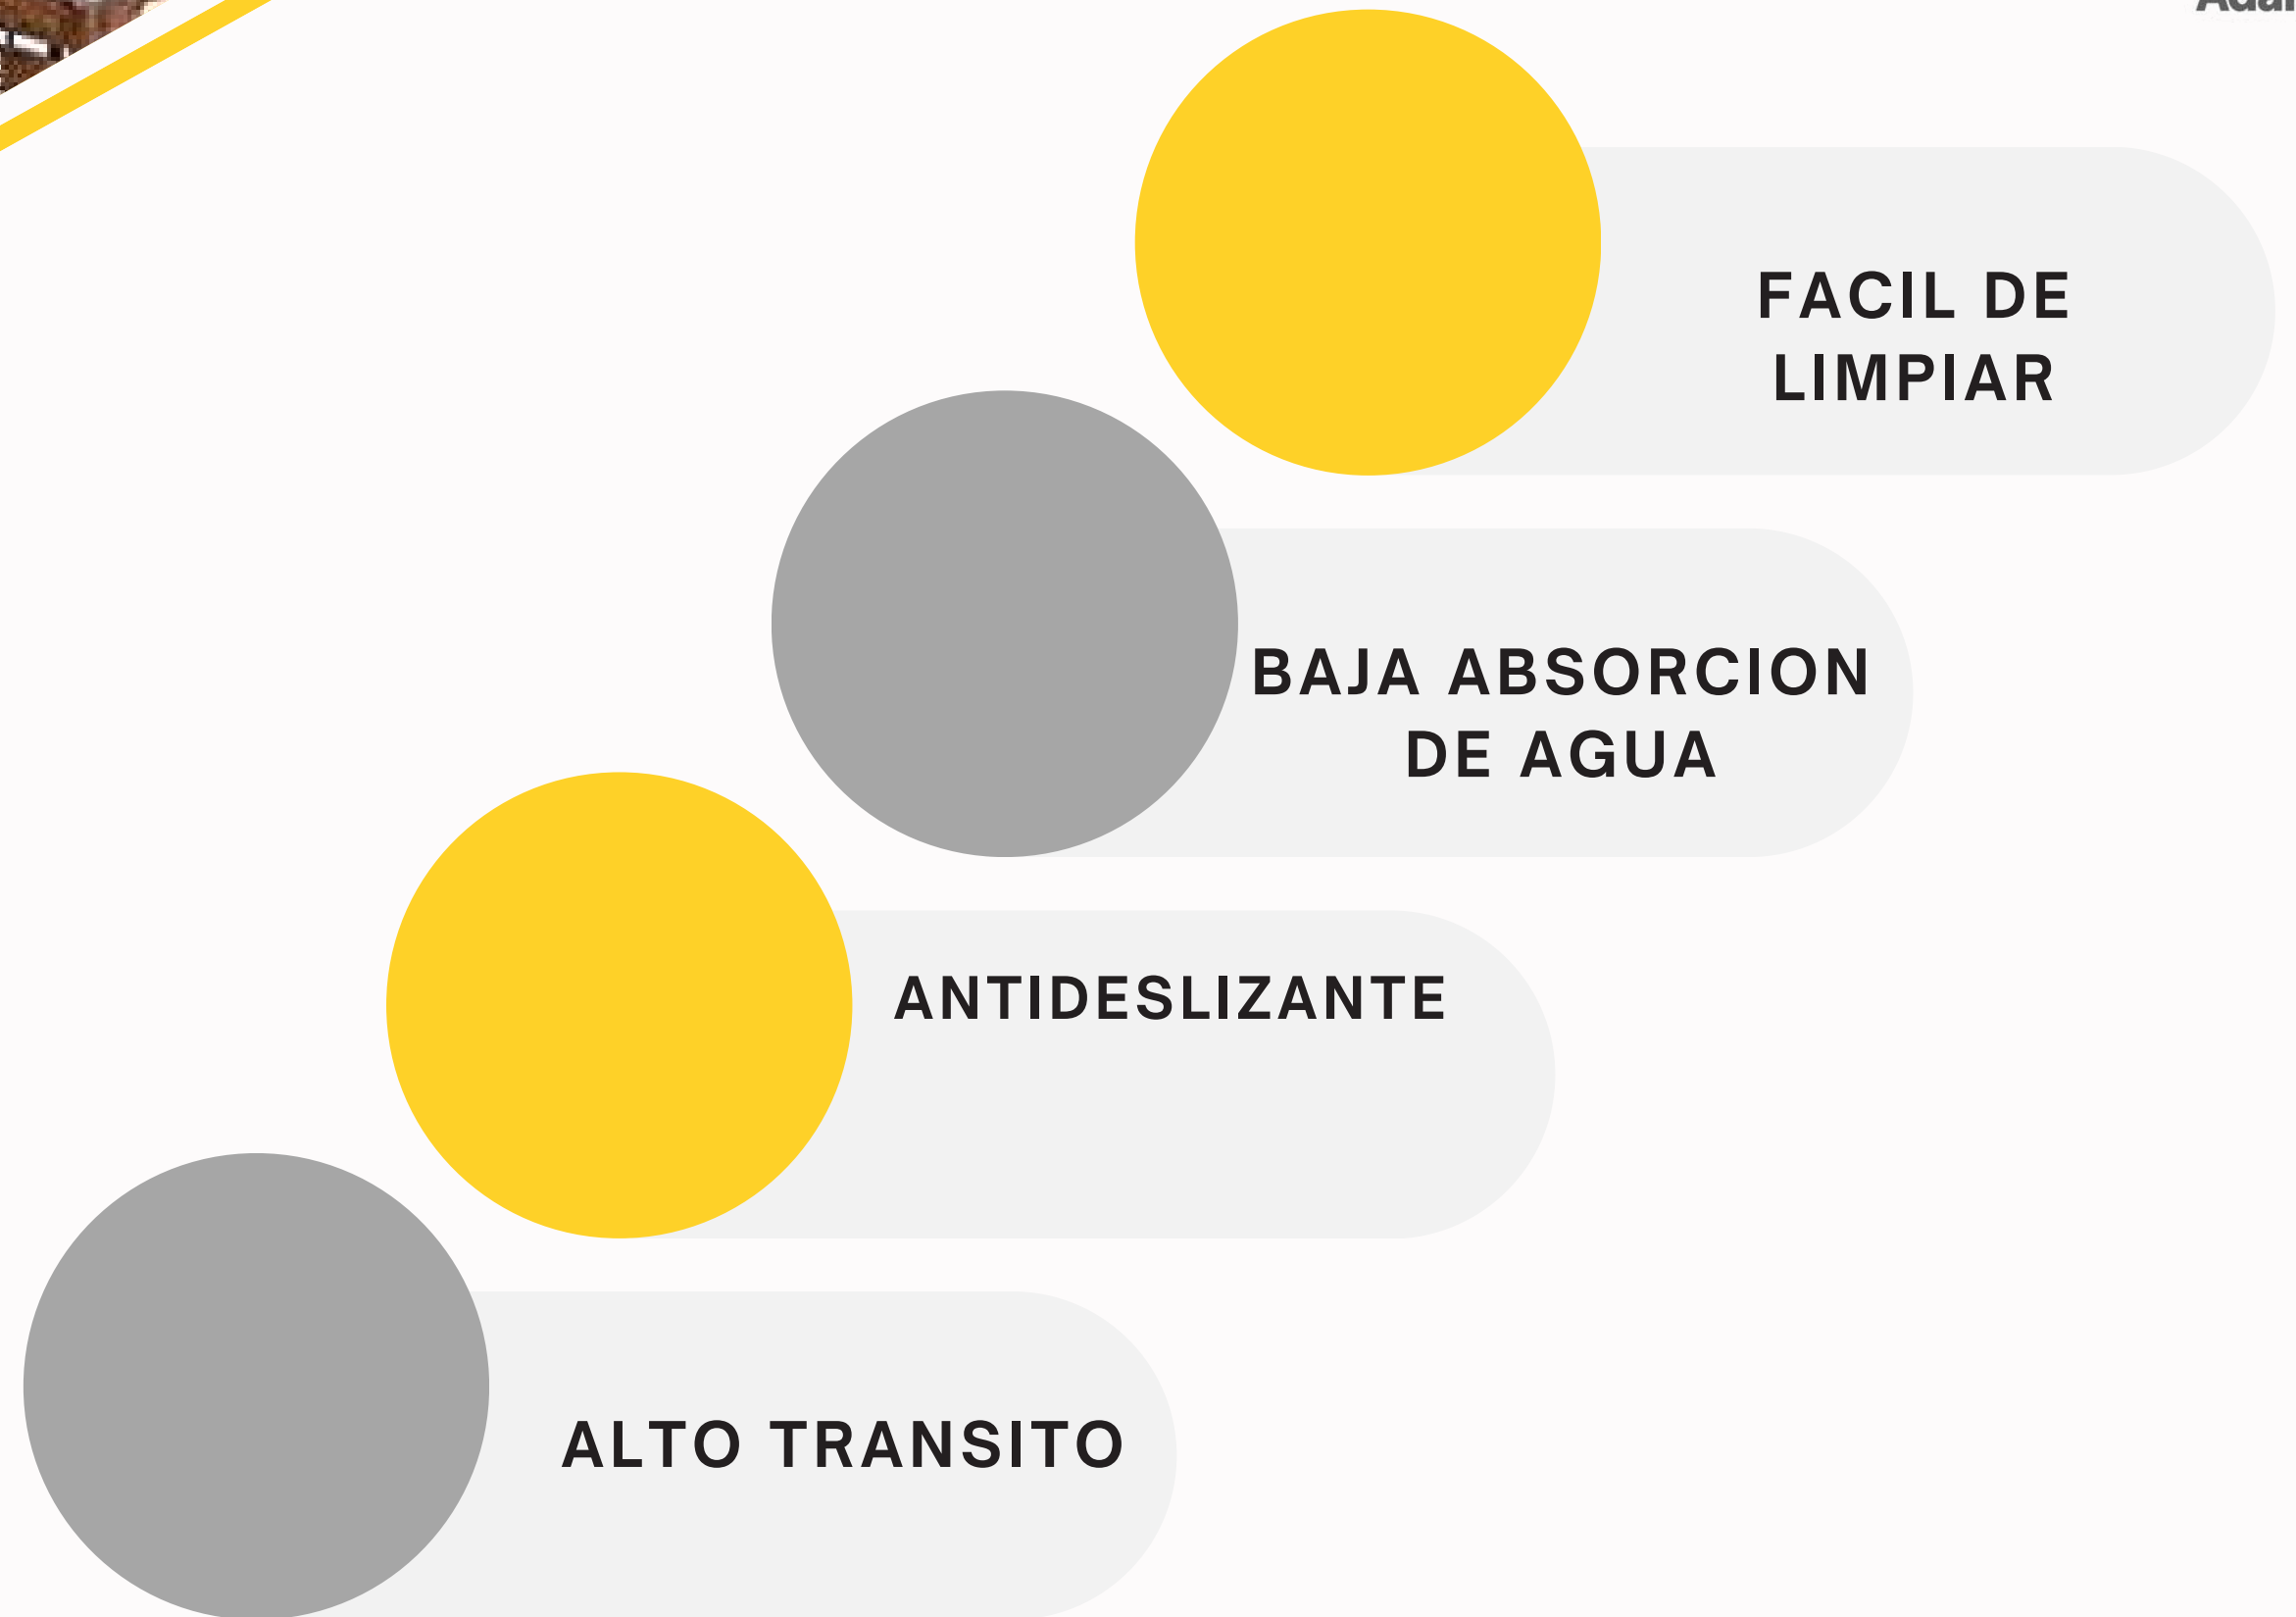 FACIL DE
LIMPIAR
BAJA ABSORCION
DE AGUA
ANTIDESLIZANTE
ALTO TRANSITO